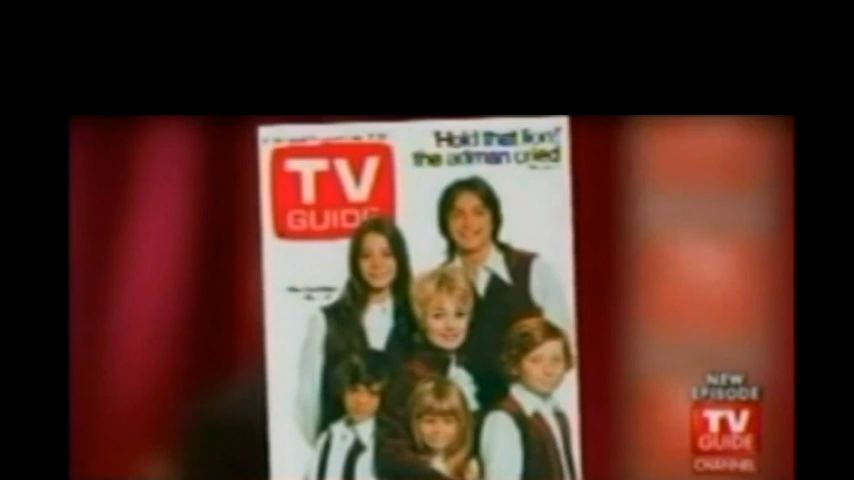 'Hold that lion!'
the adman cried
TV
GUIDE
NEW
EPISODE
TV
GUIDE
CHANNEL